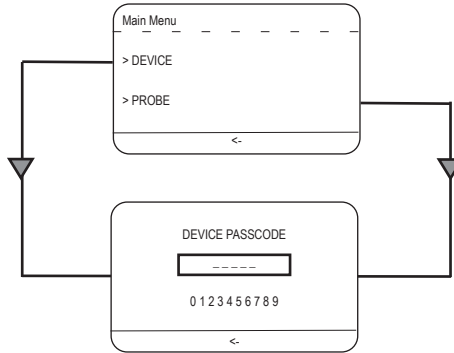 Main Menu
> DEVICE
> PROBE
<-
DEVICE PASSCODE
_ _ _ _ _
0 1 2 3 4 5 6 7 8 9
<-